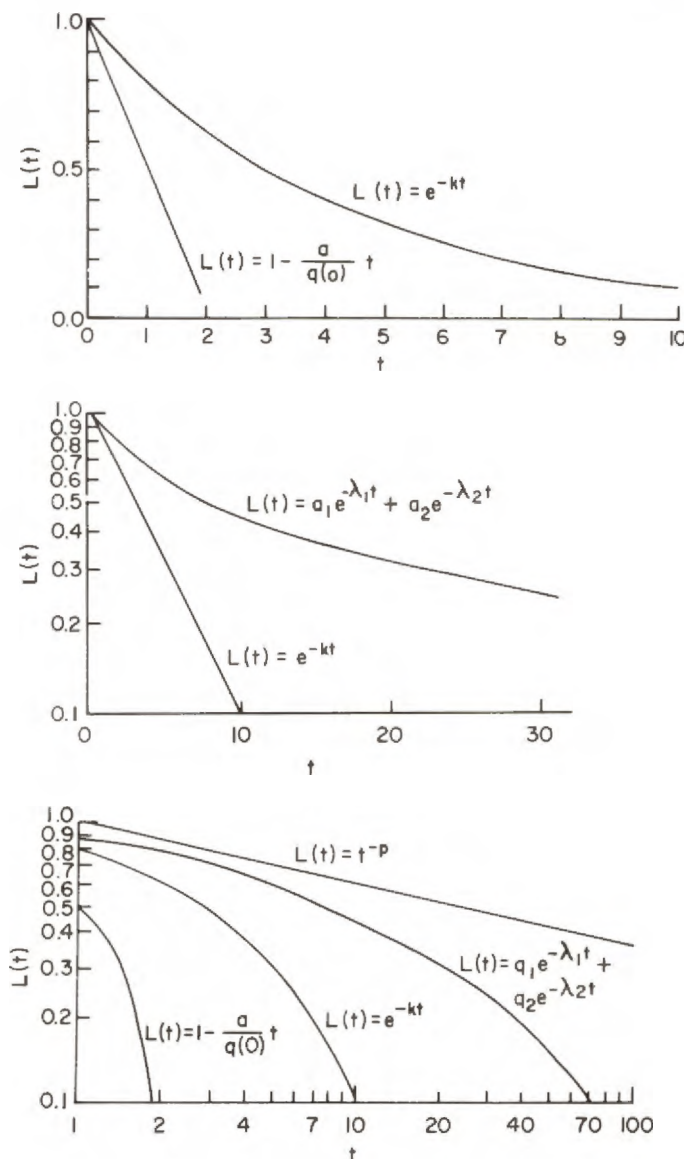 1.0
0.5
0.0
L(t)
L(t) = e^-kt
L(t) = 1 - a/q(o) t
0 1 2 3 4 5 6 7 8 9 10
t
1.0
0.9
0.8
0.7
0.6
0.5
0.4
0.3
0.2
0.1
L(t)
L(t) = a₁e^-λ₁t + a₂e^-λ₂t
L(t) = e^-kt
0 10 20 30
t
1.0
0.9
0.8
0.7
0.6
0.5
0.4
0.3
0.2
0.1
L(t)
L(t) = t^-p
L(t) = q₁e^-λ₁t +
q₂e^-λ₂t
L(t) = e^-kt
L(t) = 1 - a/q(O) t
1 2 4 7 10 20 40 70 100
t